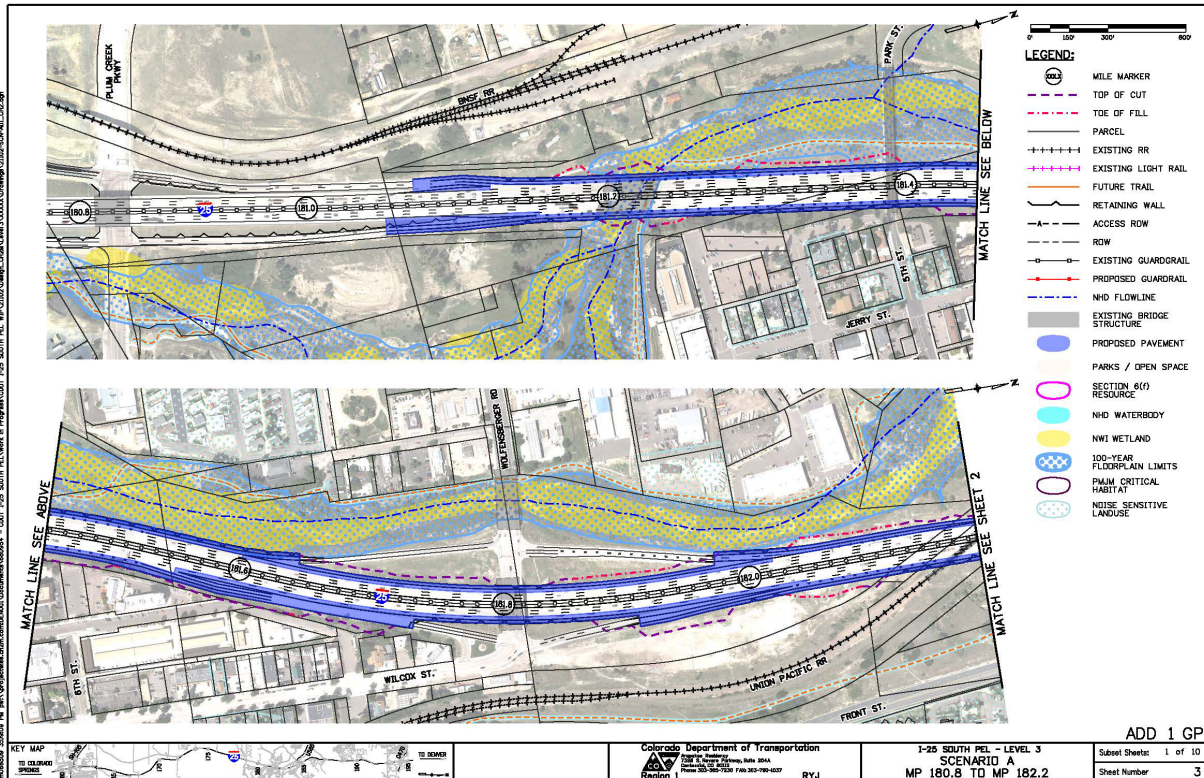 PLUM CREEK
PKWY
BNSF RR
PARK ST.
N
MATCH LINE SEE BELOW
180.8
25
181.0
181.2
181.4
5TH ST.
JERRY ST.
0' 150' 300' 600'
LEGEND:
XXX.X MILE MARKER
TOP OF CUT
TOE OF FILL
PARCEL
EXISTING RR
EXISTING LIGHT RAIL
FUTURE TRAIL
RETAINING WALL
A ACCESS ROW
ROW
EXISTING GUARDGRAIL
PROPOSED GUARDRAIL
NHD FLOWLINE
EXISTING BRIDGE
STRUCTURE
PROPOSED PAVEMENT
PARKS / OPEN SPACE
SECTION 6(f)
RESOURCE
NHD WATERBODY
NWI WETLAND
100-YEAR
FLOORPLAIN LIMITS
PMJM CRITICAL
HABITAT
NOISE SENSITIVE
LANDUSE
WOLFENSBERGER RD
N
MATCH LINE SEE ABOVE
MATCH LINE SEE SHEET 2
181.6
25
181.8
182.0
6TH ST.
WILCOX ST.
UNION PACIFIC RR
FRONT ST.
ADD 1 GP
KEY MAP
TO COLORADO
SPRINGS
TO DENVER
175
25
Colorado Department of Transportation
Region 1
RYJ
I-25 SOUTH PEL - LEVEL 3
SCENARIO A
MP 180.8 TO MP 182.2
Subset Sheets: 1 of 10
Sheet Number 3